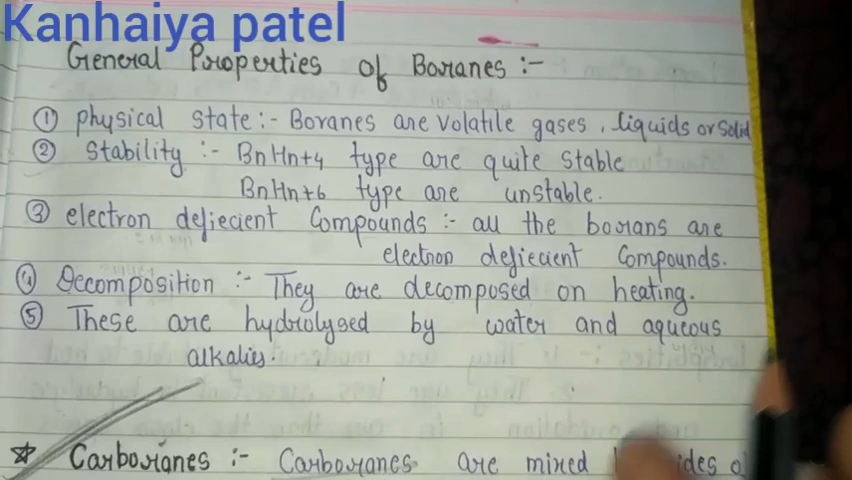 Kanhaiya patel
General Properties of Boranes :-
① Physical state :- Boranes are volatile gases, liquids or solid
② Stability :- BnHn+4 type are quite stable
BnHn+6 type are unstable.
③ electron defiecient Compounds :- all the borans are
electron defiecient Compounds.
④ Decomposition :- They are decomposed on heating.
⑤ These are hydrolysed by water and aqueous
alkalies.
☆ Carboranes :- Carboranes are mixed